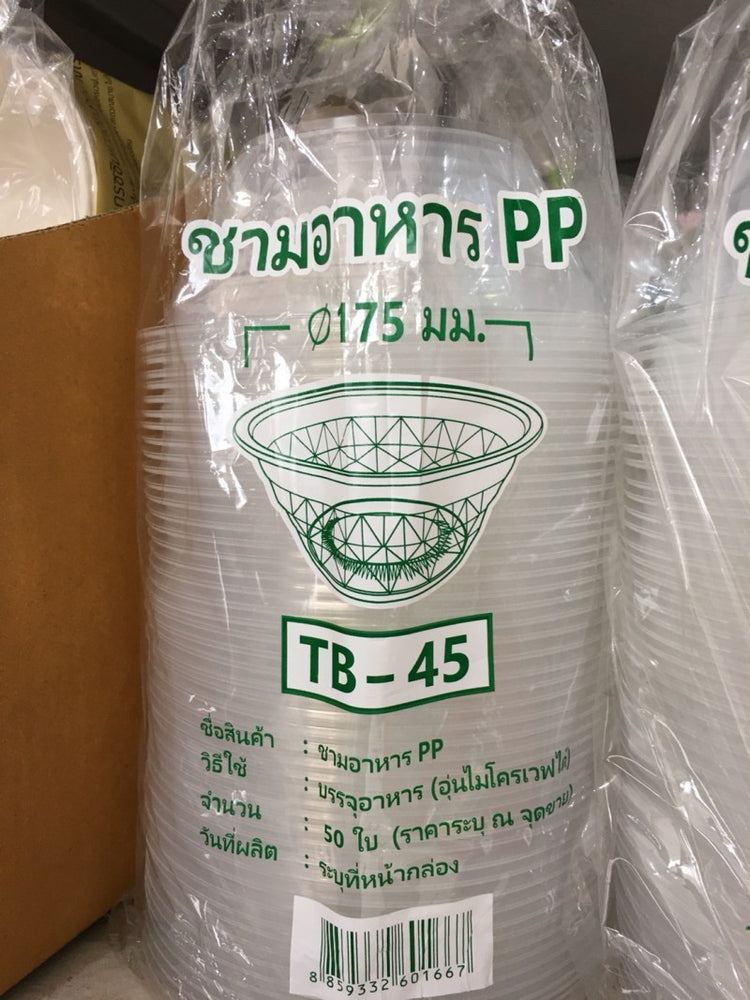 ชามอาหาร PP
Ø175 มม.
TB-45
ชื่อสินค้า : ชามอาหาร PP
วิธีใช้ : บรรจุอาหาร (อุ่นไมโครเวฟได้)
จำนวน : 50 ใบ (ราคาระบุ ณ จุดขาย)
วันที่ผลิต : ระบุที่หน้ากล่อง
8 859332 601667